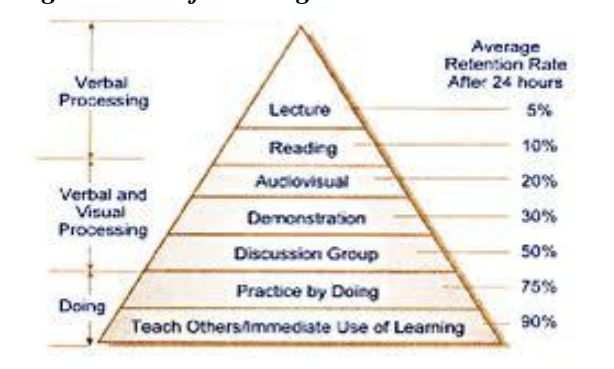 Average
Retention Rate
After 24 hours
Verbal
Processing
Lecture 5%
Reading 10%
Audiovisual 20%
Verbal and
Visual
Processing
Demonstration 30%
Discussion Group 50%
Doing
Practice by Doing 75%
Teach Others/Immediate Use of Learning 90%